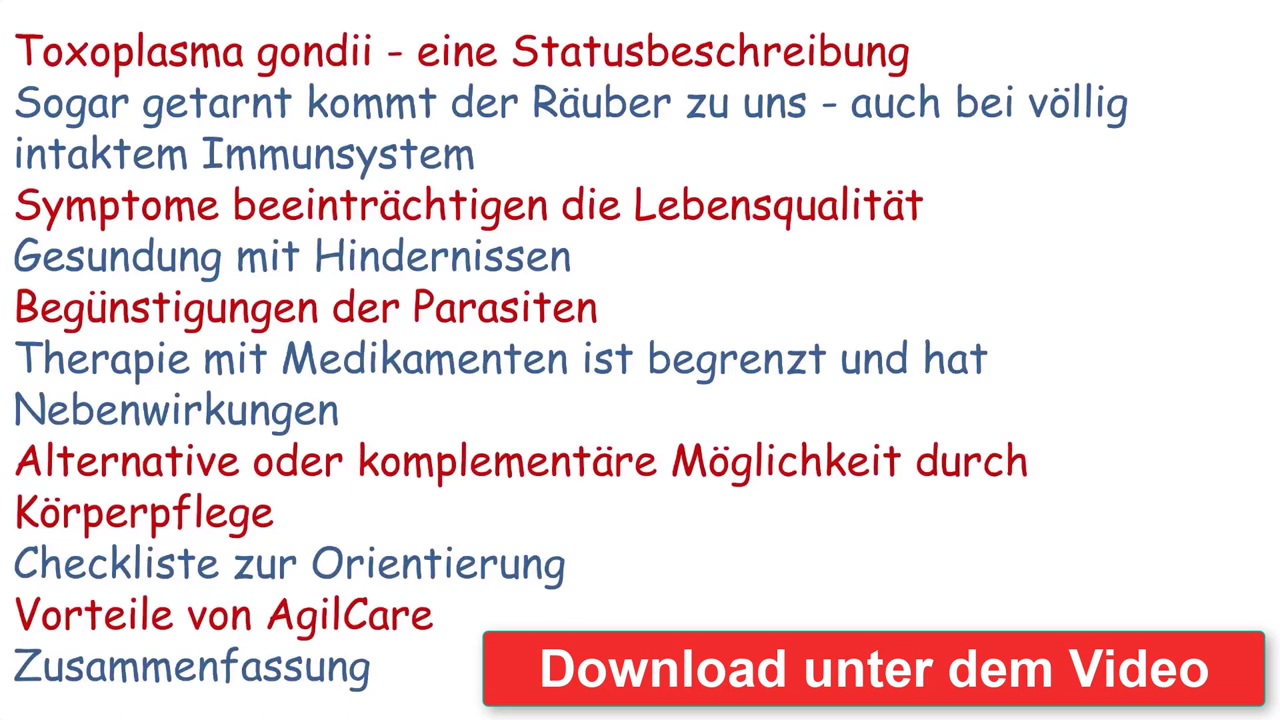 Toxoplasma gondii - eine Statusbeschreibung
Sogar getarnt kommt der Räuber zu uns - auch bei völlig
intaktem Immunsystem
Symptome beeinträchtigen die Lebensqualität
Gesundung mit Hindernissen
Begünstigungen der Parasiten
Therapie mit Medikamenten ist begrenzt und hat
Nebenwirkungen
Alternative oder komplementäre Möglichkeit durch
Körperpflege
Checkliste zur Orientierung
Vorteile von AgilCare
Zusammenfassung
Download unter dem Video